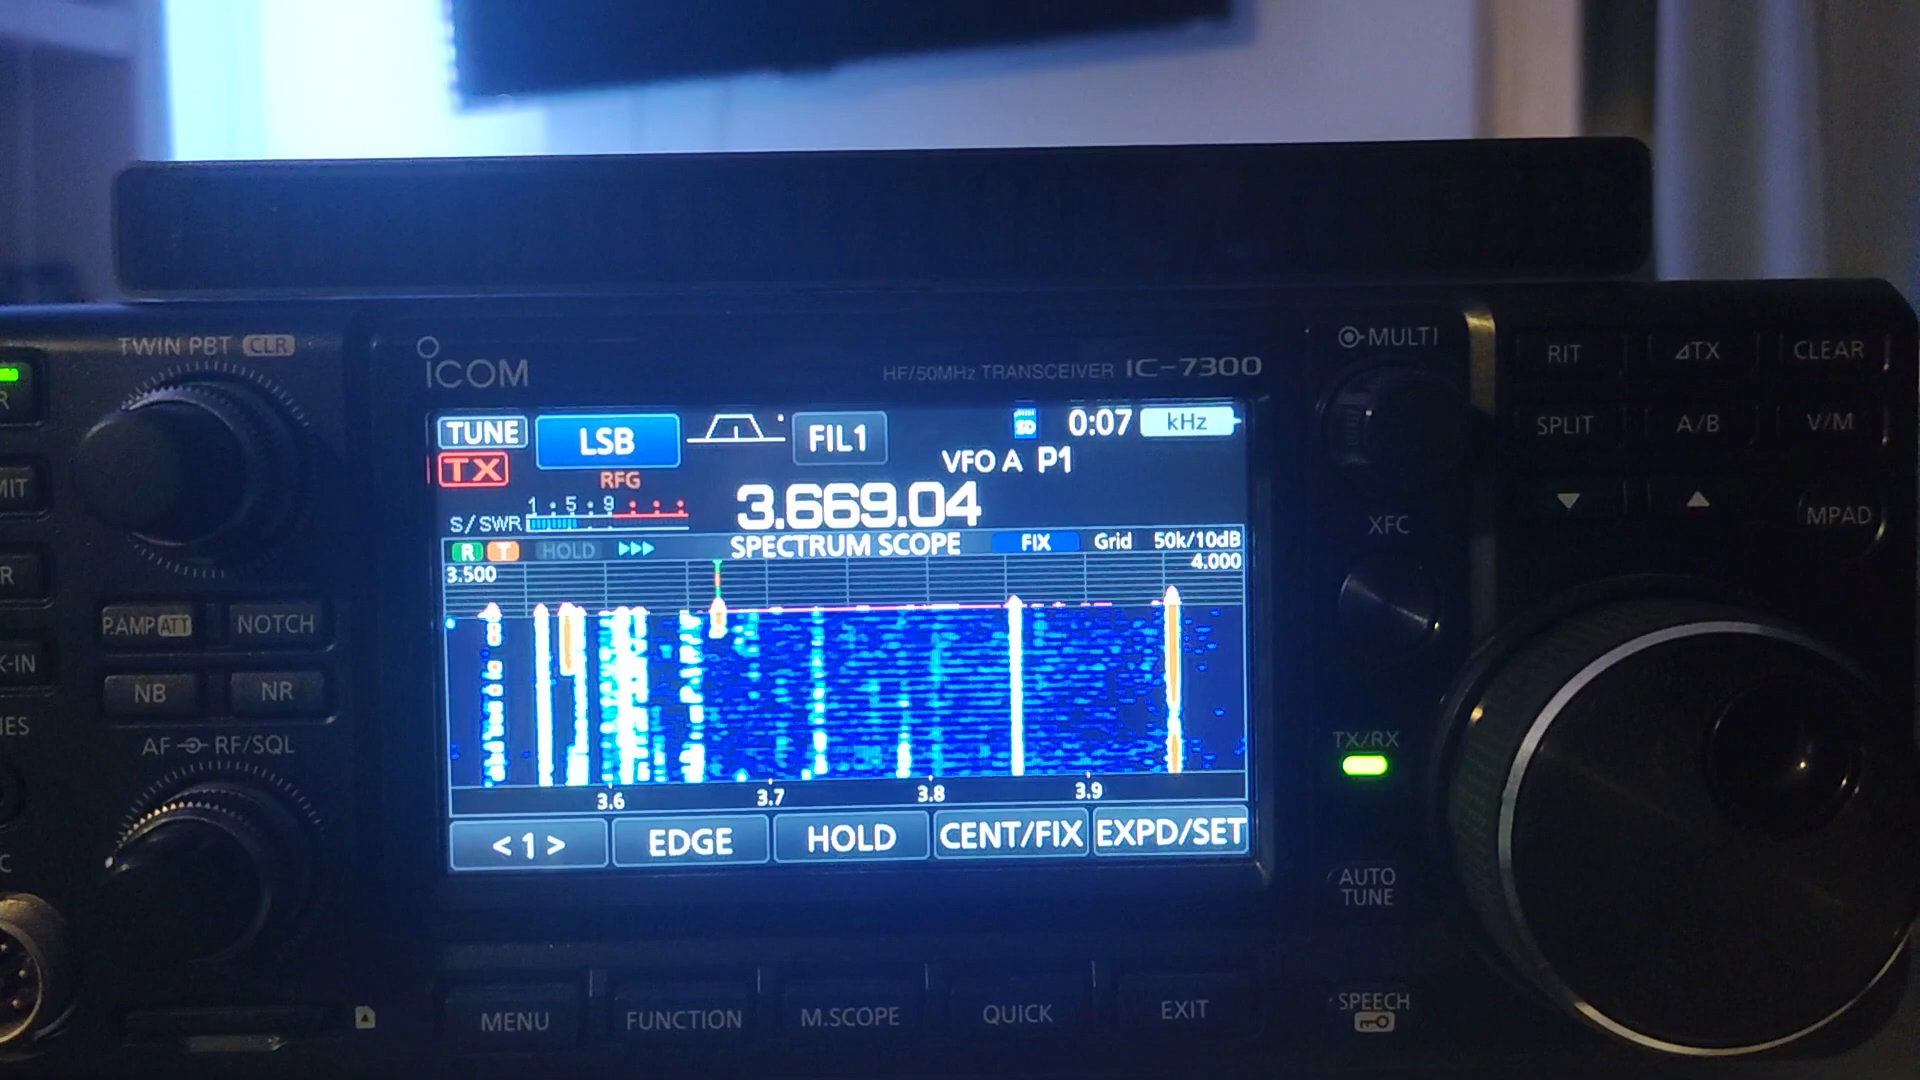 TWIN PBT CLR
ICOM
HF/50MHz TRANSCEIVER IC-7300
MULTI
RIT ⊿TX CLEAR
TUNE LSB FIL1 SD 0:07 kHz
TX RFG VFO A P1
1 • 5 • 9
S/SWR 3.669.04
R T HOLD SPECTRUM SCOPE FIX Grid 50k/10dB
3.500 4.000
3.6 3.7 3.8 3.9
< 1 > EDGE HOLD CENT/FIX EXPD/SET
SPLIT A/B V/M
XFC MPAD
P.AMP ATT NOTCH
NB NR
AF RF/SQL
TX/RX
AUTO
TUNE
SPEECH
MENU FUNCTION M.SCOPE QUICK EXIT